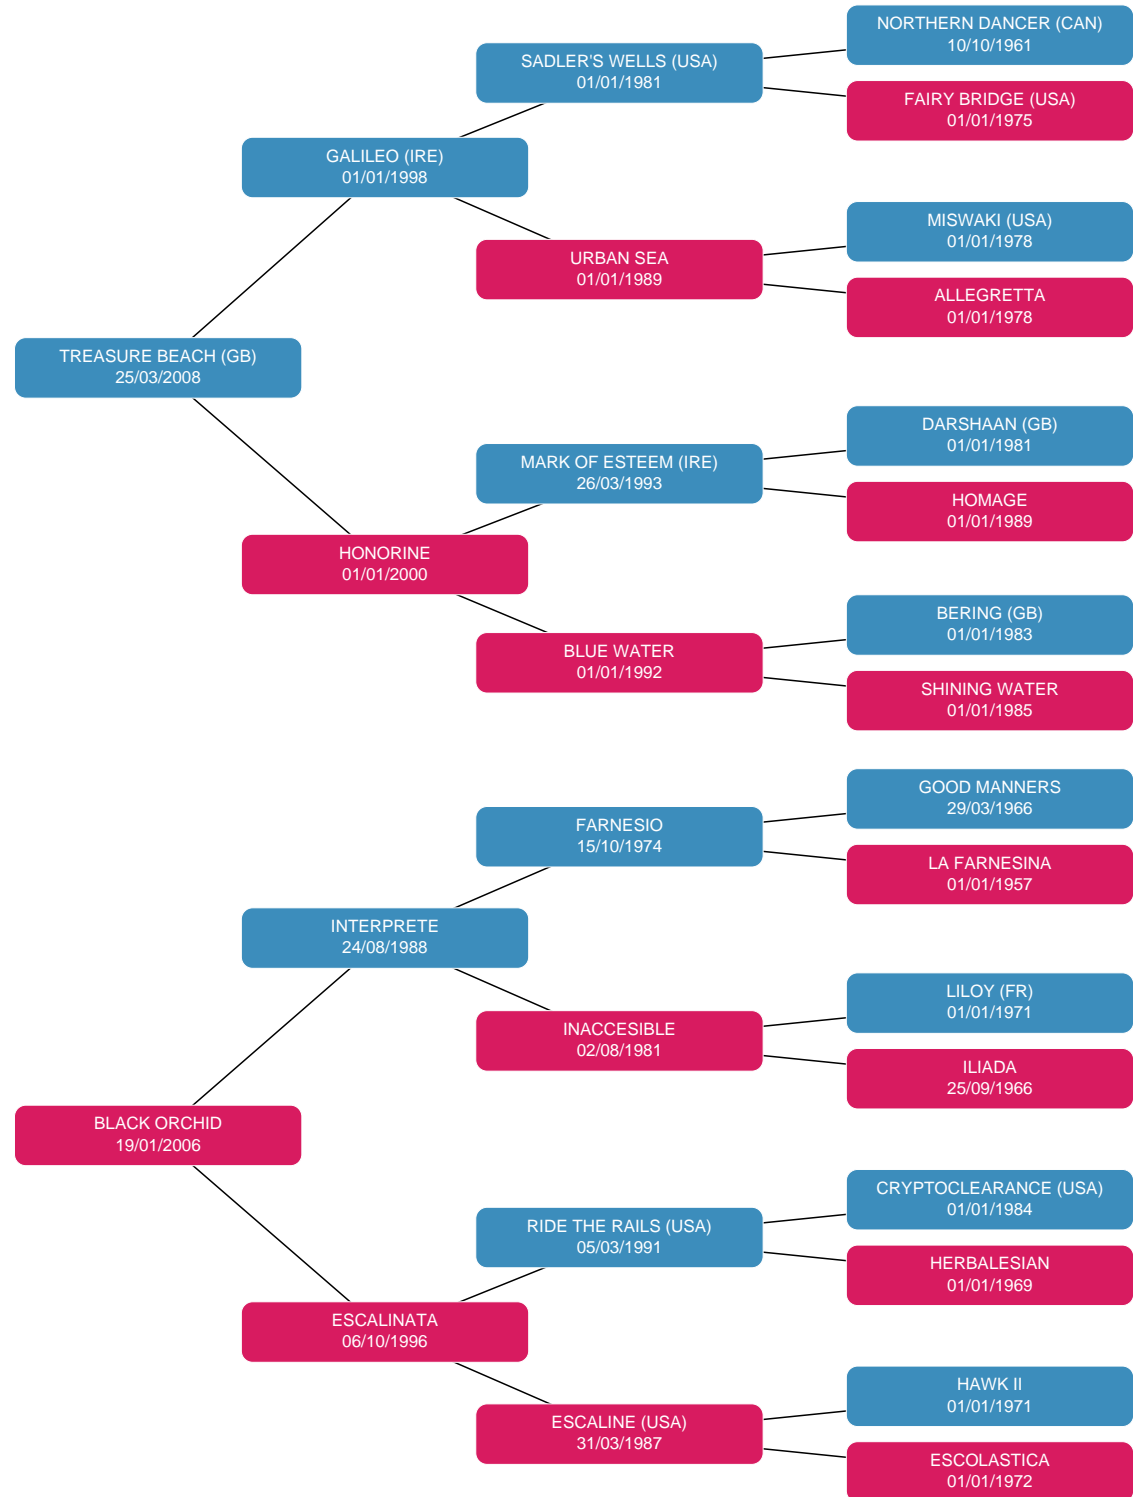 NORTHERN DANCER (CAN)
10/10/1961
SADLER'S WELLS (USA)
01/01/1981
FAIRY BRIDGE (USA)
01/01/1975
GALILEO (IRE)
01/01/1998
MISWAKI (USA)
01/01/1978
URBAN SEA
01/01/1989
ALLEGRETTA
01/01/1978
TREASURE BEACH (GB)
25/03/2008
DARSHAAN (GB)
01/01/1981
MARK OF ESTEEM (IRE)
26/03/1993
HOMAGE
01/01/1989
HONORINE
01/01/2000
BERING (GB)
01/01/1983
BLUE WATER
01/01/1992
SHINING WATER
01/01/1985
GOOD MANNERS
29/03/1966
FARNESIO
15/10/1974
LA FARNESINA
01/01/1957
INTERPRETE
24/08/1988
LILOY (FR)
01/01/1971
INACCESIBLE
02/08/1981
ILIADA
25/09/1966
BLACK ORCHID
19/01/2006
CRYPTOCLEARANCE (USA)
01/01/1984
RIDE THE RAILS (USA)
05/03/1991
HERBALESIAN
01/01/1969
ESCALINATA
06/10/1996
HAWK II
01/01/1971
ESCALINE (USA)
31/03/1987
ESCOLASTICA
01/01/1972